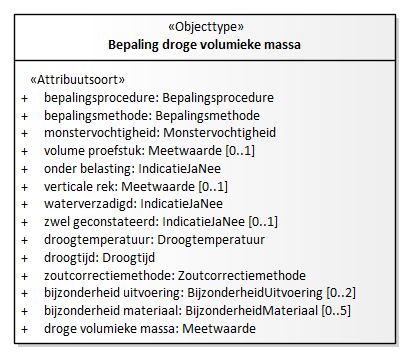 «Objecttype»
Bepaling droge volumieke massa
«Attribuutsoort»
+ bepalingsprocedure: Bepalingsprocedure
+ bepalingsmethode: Bepalingsmethode
+ monstervochtigheid: Monstervochtigheid
+ volume proefstuk: Meetwaarde [0..1]
+ onder belasting: IndicatieJaNee
+ verticale rek: Meetwaarde [0..1]
+ waterverzadigd: IndicatieJaNee
+ zwel geconstateerd: IndicatieJaNee [0..1]
+ droogtemperatuur: Droogtemperatuur
+ droogtijd: Droogtijd
+ zoutcorrectiemethode: Zoutcorrectiemethode
+ bijzonderheid uitvoering: BijzonderheidUitvoering [0..2]
+ bijzonderheid materiaal: BijzonderheidMateriaal [0..5]
+ droge volumieke massa: Meetwaarde